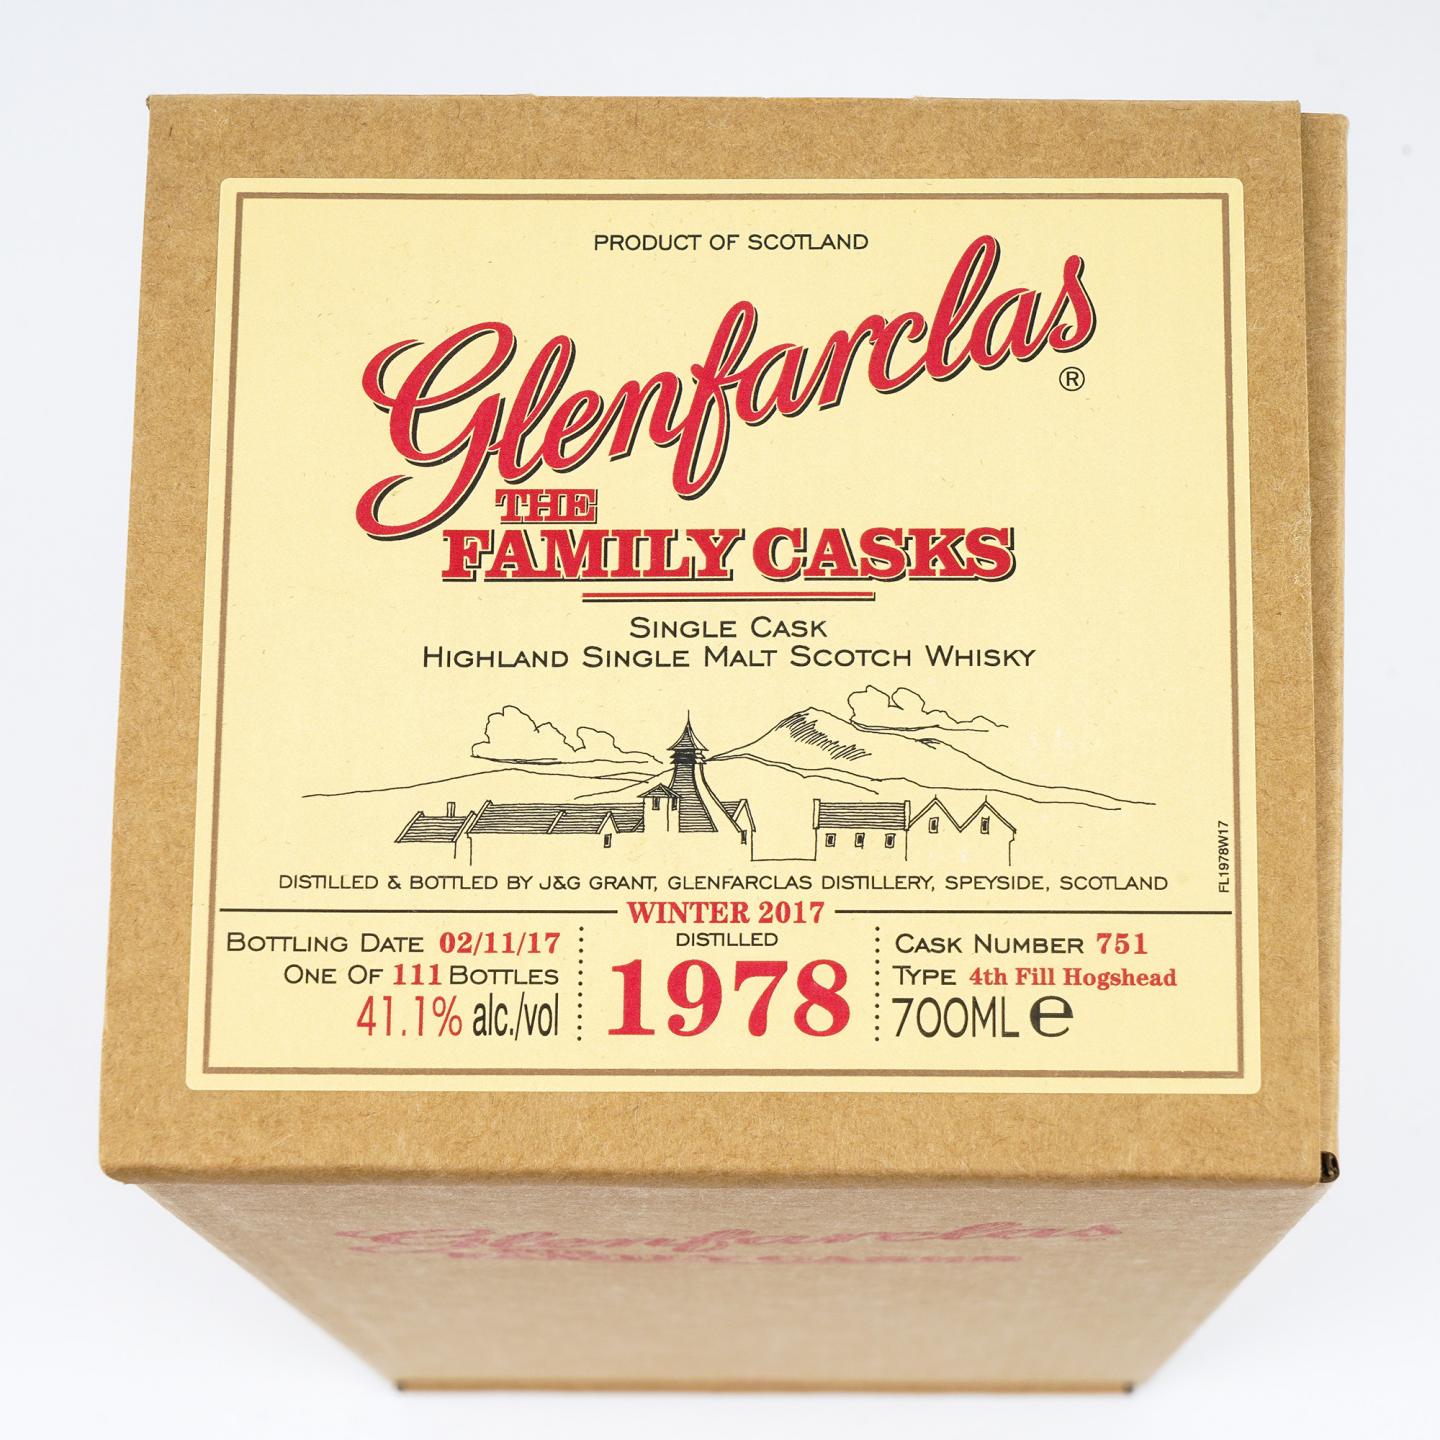 PRODUCT OF SCOTLAND
Glenfarclas ®
THE
FAMILY CASKS
SINGLE CASK
HIGHLAND SINGLE MALT SCOTCH WHISKY
FL1978W17
DISTILLED & BOTTLED BY J&G GRANT, GLENFARCLAS DISTILLERY, SPEYSIDE, SCOTLAND
WINTER 2017
BOTTLING DATE 02/11/17
ONE OF 111 BOTTLES
41.1% alc./vol
DISTILLED
1978
CASK NUMBER 751
TYPE 4th Fill Hogshead
700ML e
Glenfarclas